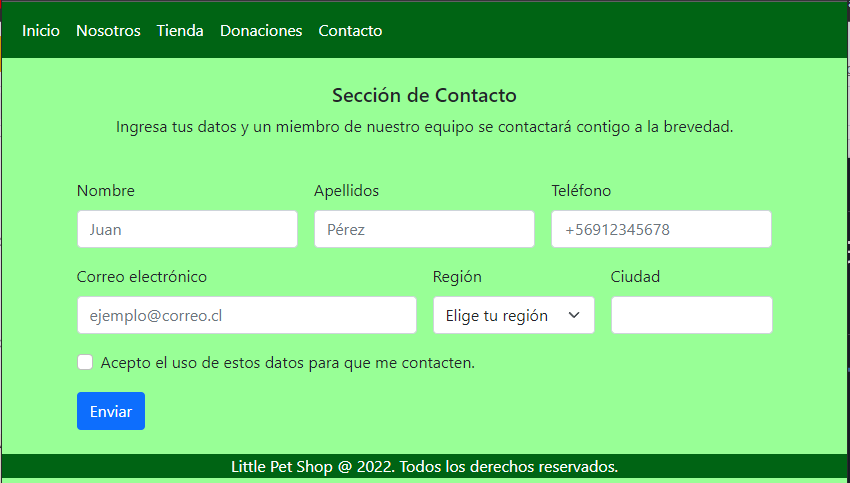 Inicio Nosotros Tienda Donaciones Contacto
Sección de Contacto
Ingresa tus datos y un miembro de nuestro equipo se contactará contigo a la brevedad.
Nombre Apellidos Teléfono
Juan Pérez +56912345678
Correo electrónico Región Ciudad
ejemplo@correo.cl Elige tu región
Acepto el uso de estos datos para que me contacten.
Enviar
Little Pet Shop @ 2022. Todos los derechos reservados.